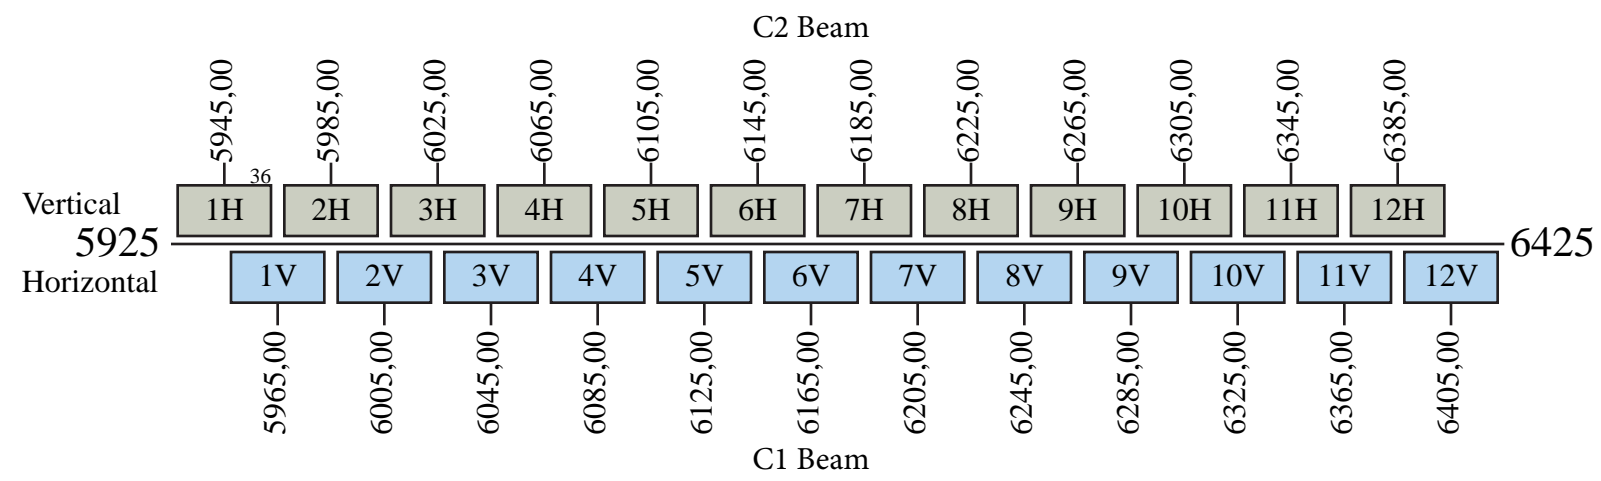 C2 Beam
5945,00 5985,00 6025,00 6065,00 6105,00 6145,00 6185,00 6225,00 6265,00 6305,00 6345,00 6385,00
36
Vertical 1H 2H 3H 4H 5H 6H 7H 8H 9H 10H 11H 12H
5925 6425
Horizontal 1V 2V 3V 4V 5V 6V 7V 8V 9V 10V 11V 12V
5965,00 6005,00 6045,00 6085,00 6125,00 6165,00 6205,00 6245,00 6285,00 6325,00 6365,00 6405,00
C1 Beam